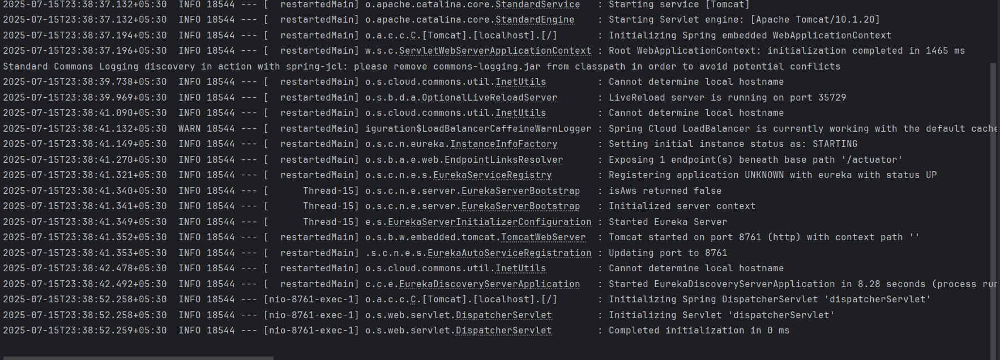 2025-07-15T23:38:37.132+05:30  INFO 18544 --- [  restartedMain] o.apache.catalina.core.StandardService   : Starting service [Tomcat]
2025-07-15T23:38:37.132+05:30  INFO 18544 --- [  restartedMain] o.apache.catalina.core.StandardEngine    : Starting Servlet engine: [Apache Tomcat/10.1.20]
2025-07-15T23:38:37.194+05:30  INFO 18544 --- [  restartedMain] o.a.c.c.C.[Tomcat].[localhost].[/]       : Initializing Spring embedded WebApplicationContext
2025-07-15T23:38:37.196+05:30  INFO 18544 --- [  restartedMain] w.s.c.ServletWebServerApplicationContext : Root WebApplicationContext: initialization completed in 1465 ms
Standard Commons Logging discovery in action with spring-jcl: please remove commons-logging.jar from classpath in order to avoid potential conflicts
2025-07-15T23:38:39.738+05:30  INFO 18544 --- [  restartedMain] o.s.cloud.commons.util.InetUtils         : Cannot determine local hostname
2025-07-15T23:38:39.969+05:30  INFO 18544 --- [  restartedMain] o.s.b.d.a.OptionalLiveReloadServer       : LiveReload server is running on port 35729
2025-07-15T23:38:41.090+05:30  INFO 18544 --- [  restartedMain] o.s.cloud.commons.util.InetUtils         : Cannot determine local hostname
2025-07-15T23:38:41.132+05:30  WARN 18544 --- [  restartedMain] iguration$LoadBalancerCaffeineWarnLogger : Spring Cloud LoadBalancer is currently working with the default cache
2025-07-15T23:38:41.149+05:30  INFO 18544 --- [  restartedMain] o.s.c.n.eureka.InstanceInfoFactory       : Setting initial instance status as: STARTING
2025-07-15T23:38:41.270+05:30  INFO 18544 --- [  restartedMain] o.s.b.a.e.web.EndpointLinksResolver      : Exposing 1 endpoint(s) beneath base path '/actuator'
2025-07-15T23:38:41.321+05:30  INFO 18544 --- [  restartedMain] o.s.c.n.e.s.EurekaServiceRegistry        : Registering application UNKNOWN with eureka with status UP
2025-07-15T23:38:41.340+05:30  INFO 18544 --- [      Thread-15] o.s.c.n.e.server.EurekaServerBootstrap   : isAws returned false
2025-07-15T23:38:41.341+05:30  INFO 18544 --- [      Thread-15] o.s.c.n.e.server.EurekaServerBootstrap   : Initialized server context
2025-07-15T23:38:41.349+05:30  INFO 18544 --- [      Thread-15] e.s.EurekaServerInitializerConfiguration : Started Eureka Server
2025-07-15T23:38:41.352+05:30  INFO 18544 --- [  restartedMain] o.s.b.w.embedded.tomcat.TomcatWebServer  : Tomcat started on port 8761 (http) with context path ''
2025-07-15T23:38:41.353+05:30  INFO 18544 --- [  restartedMain] .s.c.n.e.s.EurekaAutoServiceRegistration : Updating port to 8761
2025-07-15T23:38:42.478+05:30  INFO 18544 --- [  restartedMain] o.s.cloud.commons.util.InetUtils         : Cannot determine local hostname
2025-07-15T23:38:42.492+05:30  INFO 18544 --- [  restartedMain] c.c.e.EurekaDiscoveryServerApplication   : Started EurekaDiscoveryServerApplication in 8.28 seconds (process run
2025-07-15T23:38:52.258+05:30  INFO 18544 --- [nio-8761-exec-1] o.a.c.c.C.[Tomcat].[localhost].[/]       : Initializing Spring DispatcherServlet 'dispatcherServlet'
2025-07-15T23:38:52.258+05:30  INFO 18544 --- [nio-8761-exec-1] o.s.web.servlet.DispatcherServlet        : Initializing Servlet 'dispatcherServlet'
2025-07-15T23:38:52.259+05:30  INFO 18544 --- [nio-8761-exec-1] o.s.web.servlet.DispatcherServlet        : Completed initialization in 0 ms